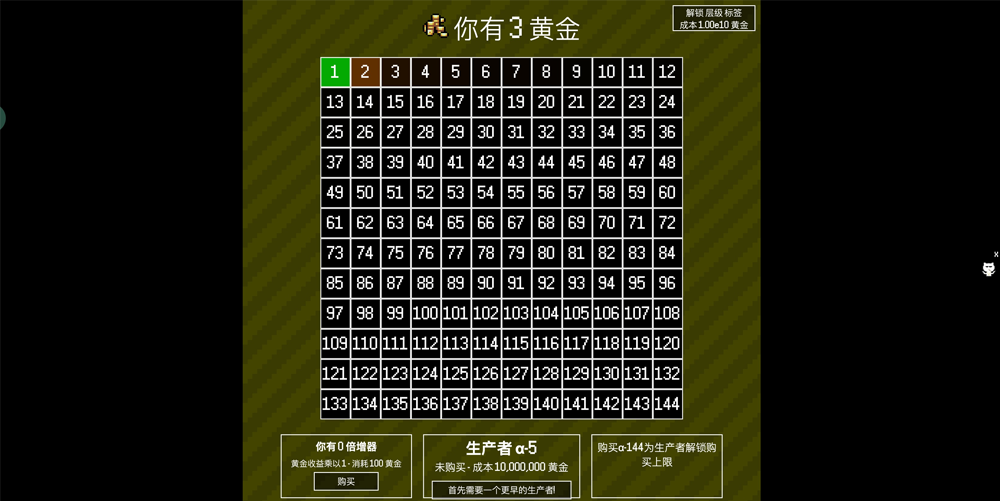 你有 3 黄金
解锁 层级 标签
成本 1.00e10 黄金
1 2 3 4 5 6 7 8 9 10 11 12
13 14 15 16 17 18 19 20 21 22 23 24
25 26 27 28 29 30 31 32 33 34 35 36
37 38 39 40 41 42 43 44 45 46 47 48
49 50 51 52 53 54 55 56 57 58 59 60
61 62 63 64 65 66 67 68 69 70 71 72
73 74 75 76 77 78 79 80 81 82 83 84
85 86 87 88 89 90 91 92 93 94 95 96
97 98 99 100 101 102 103 104 105 106 107 108
109 110 111 112 113 114 115 116 117 118 119 120
121 122 123 124 125 126 127 128 129 130 131 132
133 134 135 136 137 138 139 140 141 142 143 144
你有 0 倍增器
黄金收益乘以 1 - 消耗 100 黄金
购买
生产者 α-5
未购买 - 成本 10,000,000 黄金
首先需要一个更早的生产者!
购买α-144为生产者解锁购
买上限
x